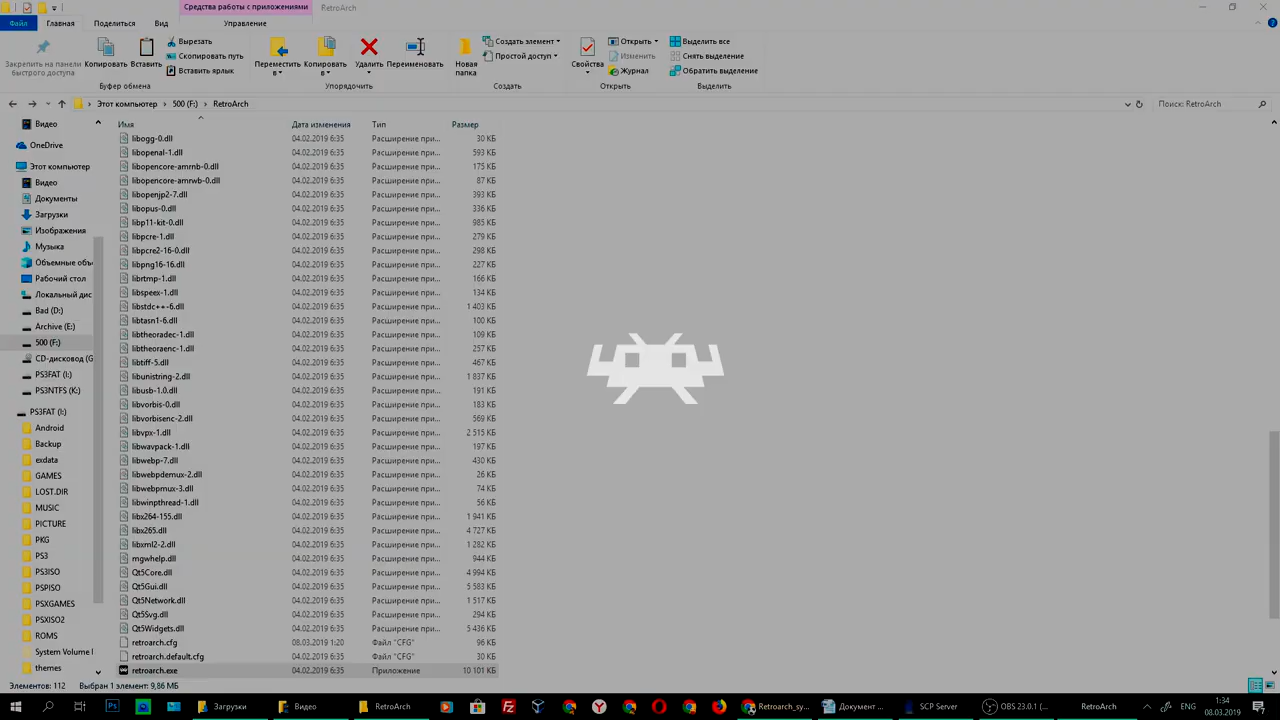 Средства работы с приложениями
RetroArch
Файл
Главная
Поделиться
Вид
Управление
Закрепить на панели
быстрого доступа
Копировать
Вставить
Вырезать
Скопировать путь
Вставить ярлык
Переместить
в
Копировать
в
Удалить
Переименовать
Новая
папка
Создать элемент
Простой доступ
Свойства
Открыть
Изменить
Журнал
Выделить все
Снять выделение
Обратить выделение
Буфер обмена
Упорядочить
Создать
Открыть
Выделить
Этот компьютер › 500 (F:) › RetroArch
Поиск: RetroArch
Имя Дата изменения Тип Размер
Видео
OneDrive
Этот компьютер
Видео
Документы
Загрузки
Изображения
Музыка
Объемные объ
Рабочий стол
Локальный дис
Bad (D:)
Archive (E:)
500 (F:)
CD-дисковод (G
PS3FAT (I:)
PS3NTFS (K:)
PS3FAT (I:)
Android
Backup
exdata
GAMES
LOST.DIR
MUSIC
PICTURE
PKG
PS3
PS3ISO
PSPISO
PSXGAMES
PSXISO2
ROMS
System Volume I
themes
libogg-0.dll 04.02.2019 6:35 Расширение при... 30 КБ
libopenal-1.dll 04.02.2019 6:35 Расширение при... 593 КБ
libopencore-amrnb-0.dll 04.02.2019 6:35 Расширение при... 175 КБ
libopencore-amrwb-0.dll 04.02.2019 6:35 Расширение при... 87 КБ
libopenjp2-7.dll 04.02.2019 6:35 Расширение при... 393 КБ
libopus-0.dll 04.02.2019 6:35 Расширение при... 336 КБ
libp11-kit-0.dll 04.02.2019 6:35 Расширение при... 985 КБ
libpcre-1.dll 04.02.2019 6:35 Расширение при... 279 КБ
libpcre2-16-0.dll 04.02.2019 6:35 Расширение при... 298 КБ
libpng16-16.dll 04.02.2019 6:35 Расширение при... 227 КБ
librtmp-1.dll 04.02.2019 6:35 Расширение при... 166 КБ
libspeex-1.dll 04.02.2019 6:35 Расширение при... 134 КБ
libstdc++-6.dll 04.02.2019 6:35 Расширение при... 1 403 КБ
libtasn1-6.dll 04.02.2019 6:35 Расширение при... 100 КБ
libtheoradec-1.dll 04.02.2019 6:35 Расширение при... 109 КБ
libtheoraenc-1.dll 04.02.2019 6:35 Расширение при... 257 КБ
libtiff-5.dll 04.02.2019 6:35 Расширение при... 467 КБ
libunistring-2.dll 04.02.2019 6:35 Расширение при... 1 837 КБ
libusb-1.0.dll 04.02.2019 6:35 Расширение при... 191 КБ
libvorbis-0.dll 04.02.2019 6:35 Расширение при... 183 КБ
libvorbisenc-2.dll 04.02.2019 6:35 Расширение при... 569 КБ
libvpx-1.dll 04.02.2019 6:35 Расширение при... 2 515 КБ
libwavpack-1.dll 04.02.2019 6:35 Расширение при... 197 КБ
libwebp-7.dll 04.02.2019 6:35 Расширение при... 430 КБ
libwebpdemux-2.dll 04.02.2019 6:35 Расширение при... 26 КБ
libwebpmux-3.dll 04.02.2019 6:35 Расширение при... 74 КБ
libwinpthread-1.dll 04.02.2019 6:35 Расширение при... 56 КБ
libx264-155.dll 04.02.2019 6:35 Расширение при... 1 941 КБ
libx265.dll 04.02.2019 6:35 Расширение при... 4 727 КБ
libxml2-2.dll 04.02.2019 6:35 Расширение при... 1 282 КБ
mgwhelp.dll 04.02.2019 6:35 Расширение при... 944 КБ
Qt5Core.dll 04.02.2019 6:35 Расширение при... 4 994 КБ
Qt5Gui.dll 04.02.2019 6:35 Расширение при... 5 583 КБ
Qt5Network.dll 04.02.2019 6:35 Расширение при... 1 517 КБ
Qt5Svg.dll 04.02.2019 6:35 Расширение при... 294 КБ
Qt5Widgets.dll 04.02.2019 6:35 Расширение при... 5 436 КБ
retroarch.cfg 08.03.2019 1:20 Файл "CFG" 96 КБ
retroarch.default.cfg 04.02.2019 6:35 Файл "CFG" 30 КБ
retroarch.exe 04.02.2019 6:35 Приложение 10 101 КБ
Элементов: 112 Выбран 1 элемент: 9,86 МБ
Ps Загрузки Видео RetroArch Fz Retroarch_sy... Документ ... SCP Server OBS 23.0.1 (... RetroArch ENG 1:34
08.03.2019